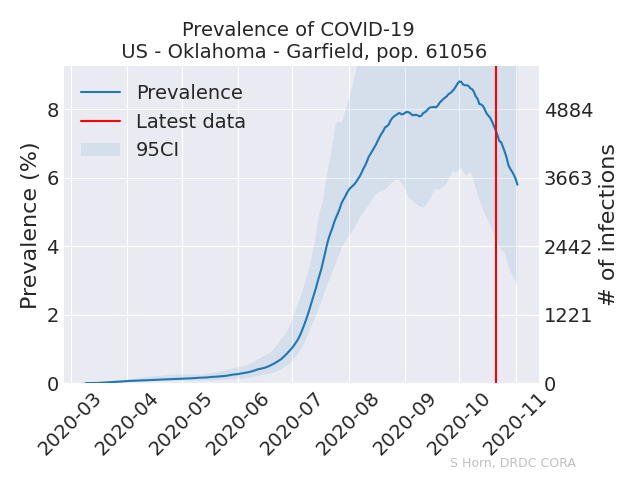 Prevalence of COVID-19
US - Oklahoma - Garfield, pop. 61056
Prevalence
Latest data
95CI
Prevalence (%)
8
6
4
2
0
4884
3663
2442
1221
0
# of infections
2020-03
2020-04
2020-05
2020-06
2020-07
2020-08
2020-09
2020-10
2020-11
S Horn, DRDC CORA